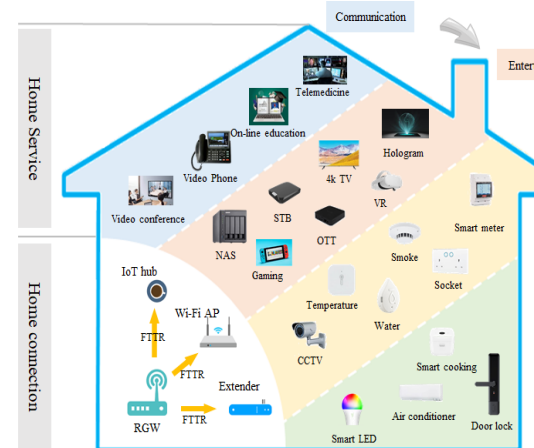 Communication
Entert
Home Service
Telemedicine
On-line education
Video Phone
Video conference
Hologram
4k TV
VR
STB
OTT
NAS
Gaming
Smart meter
Smoke
Socket
Temperature
Water
CCTV
Home connection
IoT hub
Wi-Fi AP
FTTR
FTTR
Extender
RGW
FTTR
Smart cooking
Air conditioner
Door lock
Smart LED